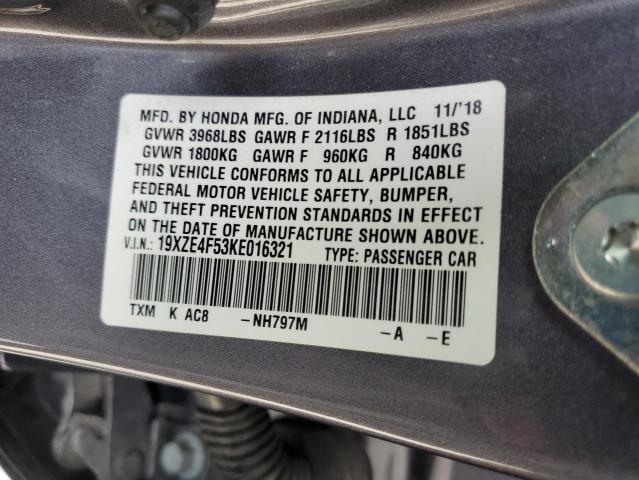 MFD. BY HONDA MFG. OF INDIANA, LLC 11/'18
GVWR 3968LBS GAWR F 2116LBS R 1851LBS
GVWR 1800KG GAWR F 960KG R 840KG
THIS VEHICLE CONFORMS TO ALL APPLICABLE
FEDERAL MOTOR VEHICLE SAFETY, BUMPER,
AND THEFT PREVENTION STANDARDS IN EFFECT
ON THE DATE OF MANUFACTURE SHOWN ABOVE.
V.I.N.: 19XZE4F53KE016321 TYPE: PASSENGER CAR
TXM K AC8 -NH797M -A -E